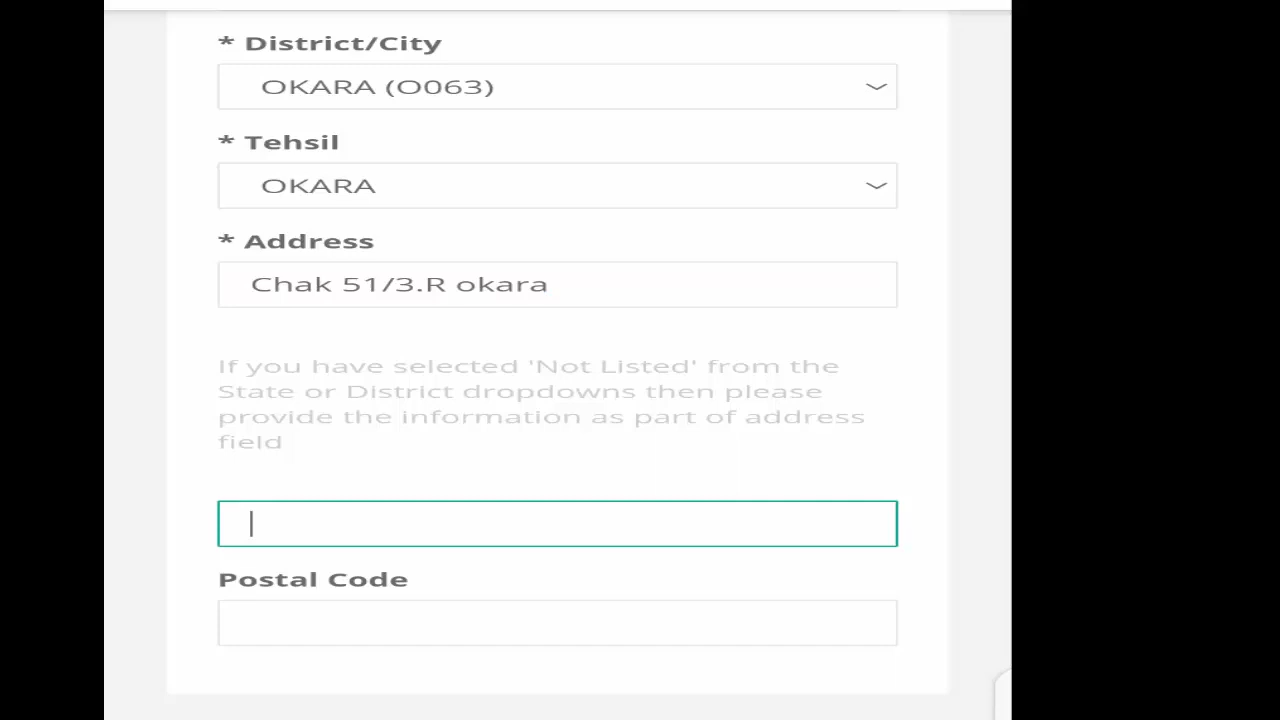 * District/City
OKARA (O063)
* Tehsil
OKARA
* Address
Chak 51/3.R okara
If you have selected 'Not Listed' from the
State or District dropdowns then please
provide the information as part of address
field
Postal Code